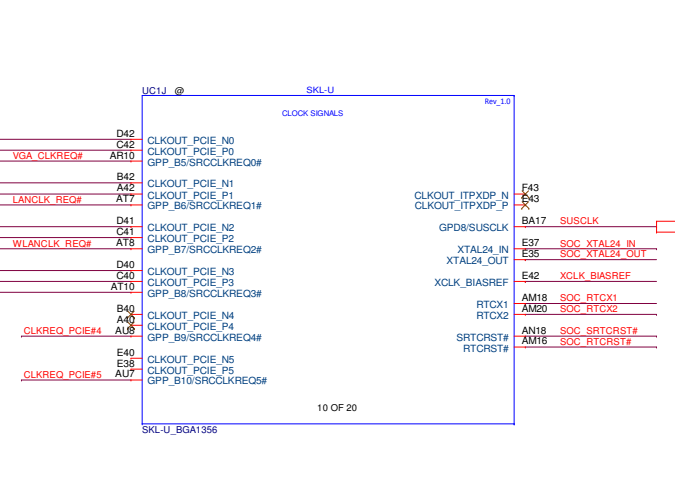 UC1J @ SKL-U
Rev_1.0
CLOCK SIGNALS
D42 CLKOUT_PCIE_N0
C42 CLKOUT_PCIE_P0
VGA_CLKREQ# AR10 GPP_B5/SRCCLKREQ0#
B42 CLKOUT_PCIE_N1
A42 CLKOUT_PCIE_P1
LANCLK_REQ# AT7 GPP_B6/SRCCLKREQ1#
D41 CLKOUT_PCIE_N2
C41 CLKOUT_PCIE_P2
WLANCLK_REQ# AT8 GPP_B7/SRCCLKREQ2#
D40 CLKOUT_PCIE_N3
C40 CLKOUT_PCIE_P3
AT10 GPP_B8/SRCCLKREQ3#
B40 CLKOUT_PCIE_N4
A40 CLKOUT_PCIE_P4
CLKREQ_PCIE#4 AU8 GPP_B9/SRCCLKREQ4#
E40 CLKOUT_PCIE_N5
E38 CLKOUT_PCIE_P5
CLKREQ_PCIE#5 AU7 GPP_B10/SRCCLKREQ5#
CLKOUT_ITPXDP_N F43
CLKOUT_ITPXDP_P E43
GPD8/SUSCLK BA17 SUSCLK
XTAL24_IN E37 SOC_XTAL24_IN
XTAL24_OUT E35 SOC_XTAL24_OUT
XCLK_BIASREF E42 XCLK_BIASREF
RTCX1 AM18 SOC_RTCX1
RTCX2 AM20 SOC_RTCX2
SRTCRST# AN18 SOC_SRTCRST#
RTCRST# AM16 SOC_RTCRST#
10 OF 20
SKL-U_BGA1356